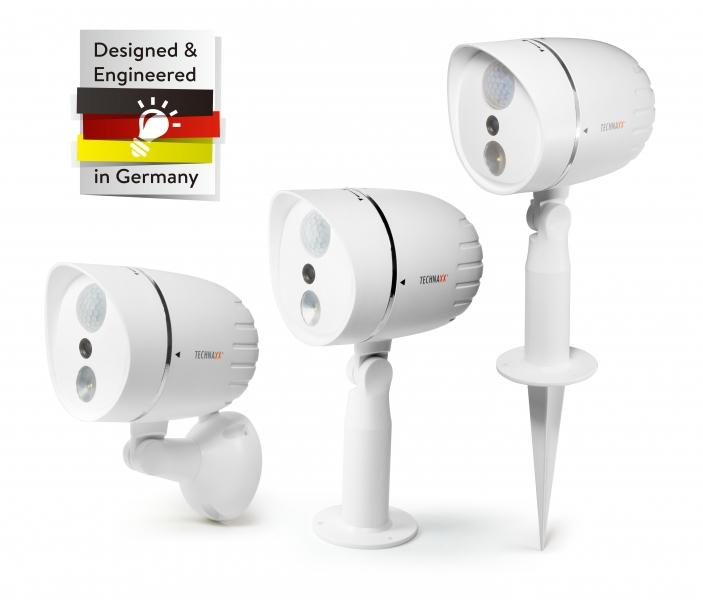 Designed &
Engineered
in Germany
TECHNAXX
TECHNAXX
TECHNAXX